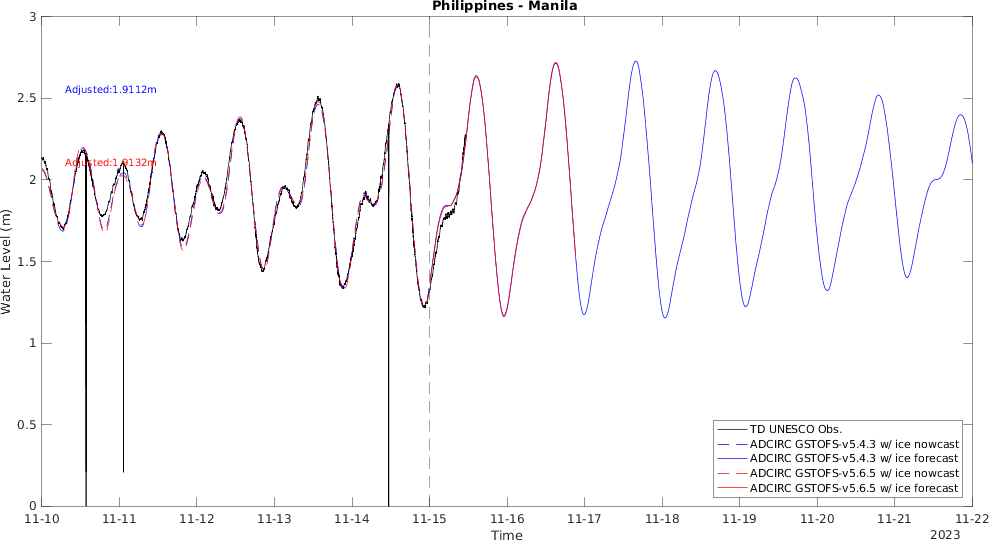 Philippines - Manila
3
2.5
2
1.5
1
0.5
0
Water Level (m)
Adjusted:1.9112m
Adjusted:1.9132m
TD UNESCO Obs.
ADCIRC GSTOFS-v5.4.3 w/ ice nowcast
ADCIRC GSTOFS-v5.4.3 w/ ice forecast
ADCIRC GSTOFS-v5.6.5 w/ ice nowcast
ADCIRC GSTOFS-v5.6.5 w/ ice forecast
11-10 11-11 11-12 11-13 11-14 11-15 11-16 11-17 11-18 11-19 11-20 11-21 11-22
Time
2023